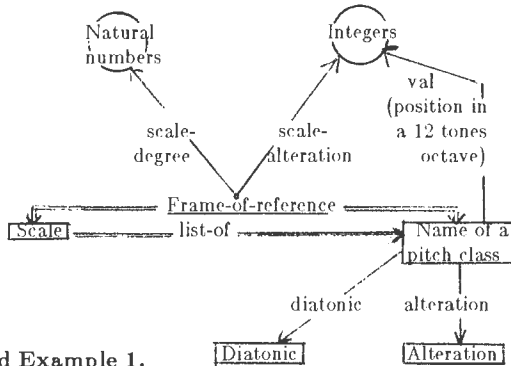 Natural
numbers
Integers
val
(position in
a 12 tones
octave)
scale-
degree
scale-
alteration
Frame-of-reference
Scale
list-of
Name of a
pitch class
diatonic
alteration
Diatonic
Alteration
d Example 1.